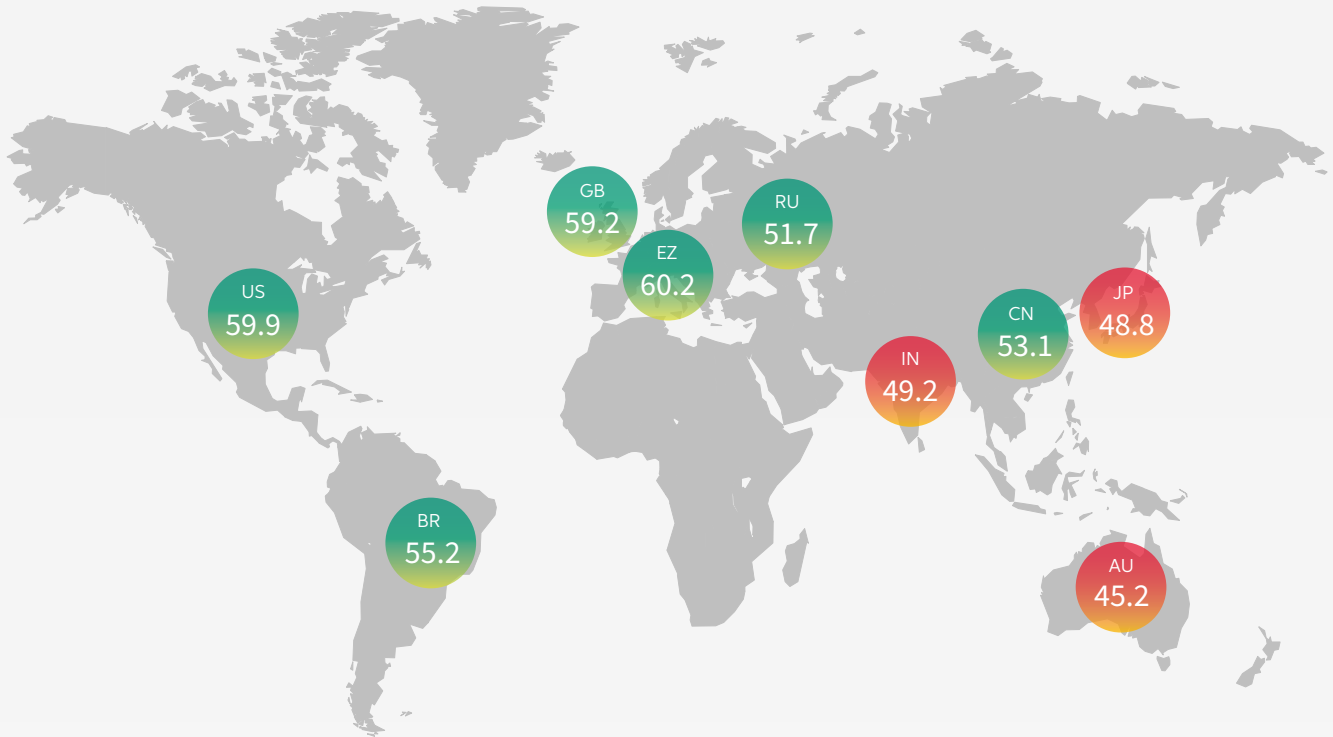 GB
59.2
RU
51.7
EZ
60.2
US
59.9
JP
48.8
CN
53.1
IN
49.2
BR
55.2
AU
45.2